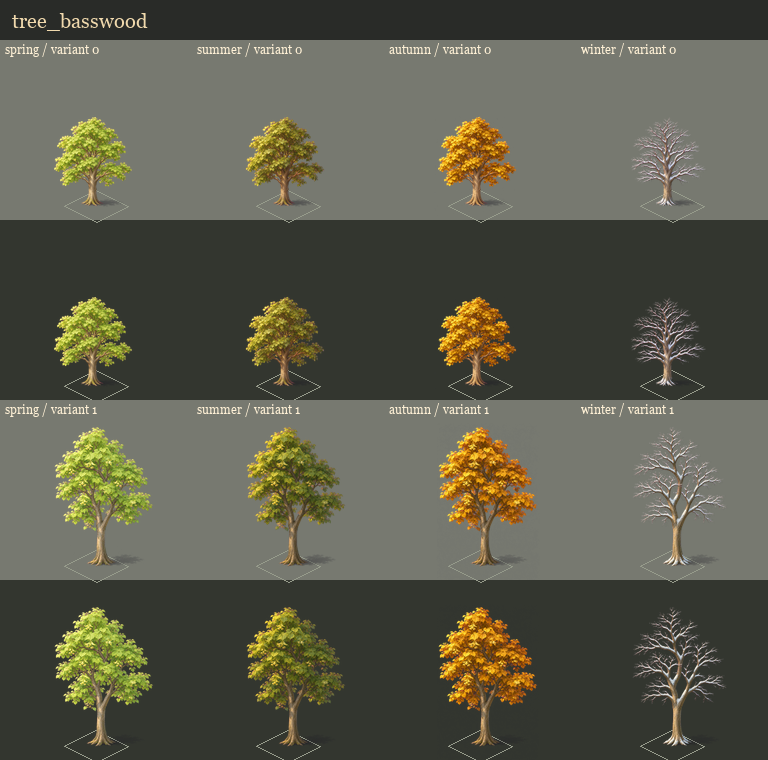 tree_basswood
spring / variant 0
summer / variant 0
autumn / variant 0
winter / variant 0
spring / variant 1
summer / variant 1
autumn / variant 1
winter / variant 1